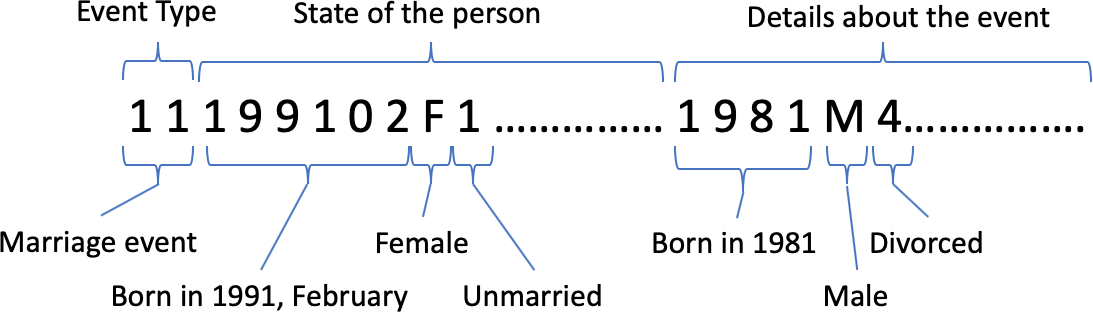 Event Type State of the person Details about the event
1 1 1 9 9 1 0 2 F 1 ............... 1 9 8 1 M 4................
Marriage event Female Born in 1981 Divorced
Born in 1991, February Unmarried Male